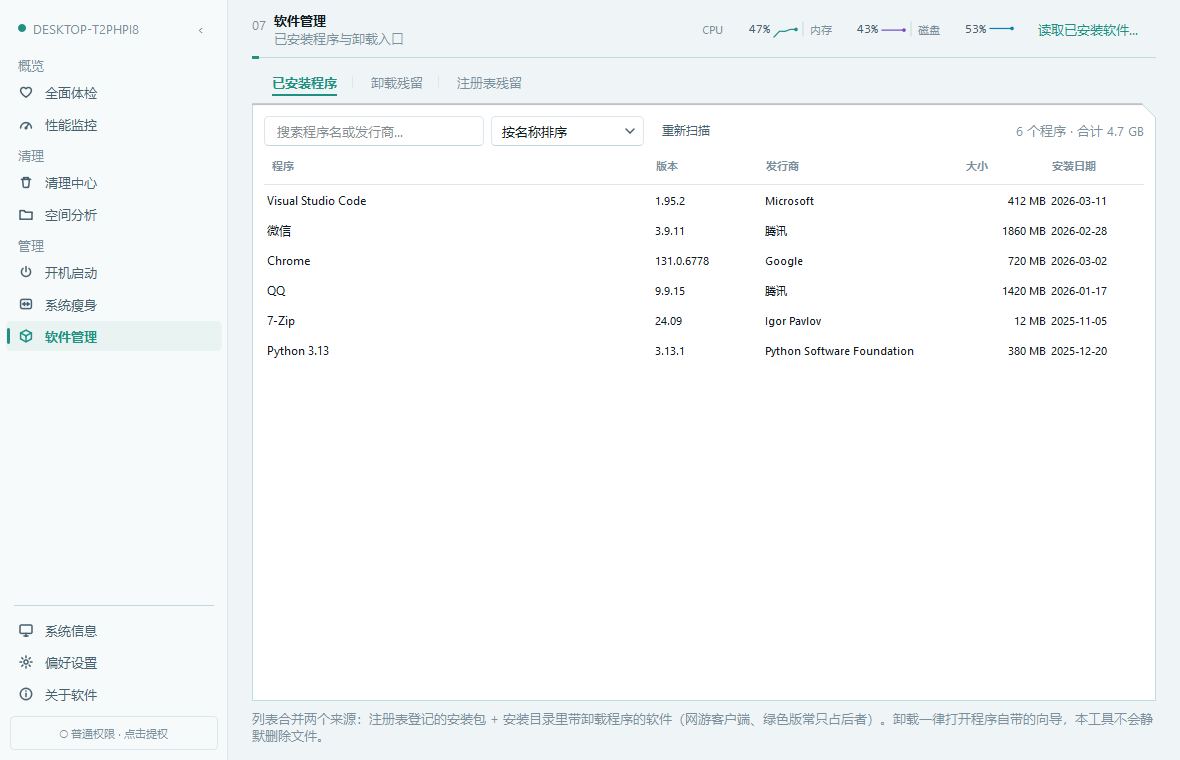 DESKTOP-T2PHPI8
概览
全面体检
性能监控
清理
清理中心
空间分析
管理
开机启动
系统瘦身
软件管理
系统信息
偏好设置
关于软件
普通权限 · 点击提权
07 软件管理
已安装程序与卸载入口
CPU 47% 内存 43% 磁盘 53% 读取已安装软件...
已安装程序 卸载残留 注册表残留
搜索程序名或发行商... 按名称排序 重新扫描 6 个程序 · 合计 4.7 GB
程序 版本 发行商 大小 安装日期
Visual Studio Code 1.95.2 Microsoft 412 MB 2026-03-11
微信 3.9.11 腾讯 1860 MB 2026-02-28
Chrome 131.0.6778 Google 720 MB 2026-03-02
QQ 9.9.15 腾讯 1420 MB 2026-01-17
7-Zip 24.09 Igor Pavlov 12 MB 2025-11-05
Python 3.13 3.13.1 Python Software Foundation 380 MB 2025-12-20
列表合并两个来源：注册表登记的安装包 + 安装目录里带卸载程序的软件（网游客户端、绿色版常只占后者）。卸载一律打开程序自带的向导，本工具不会静
默删除文件。